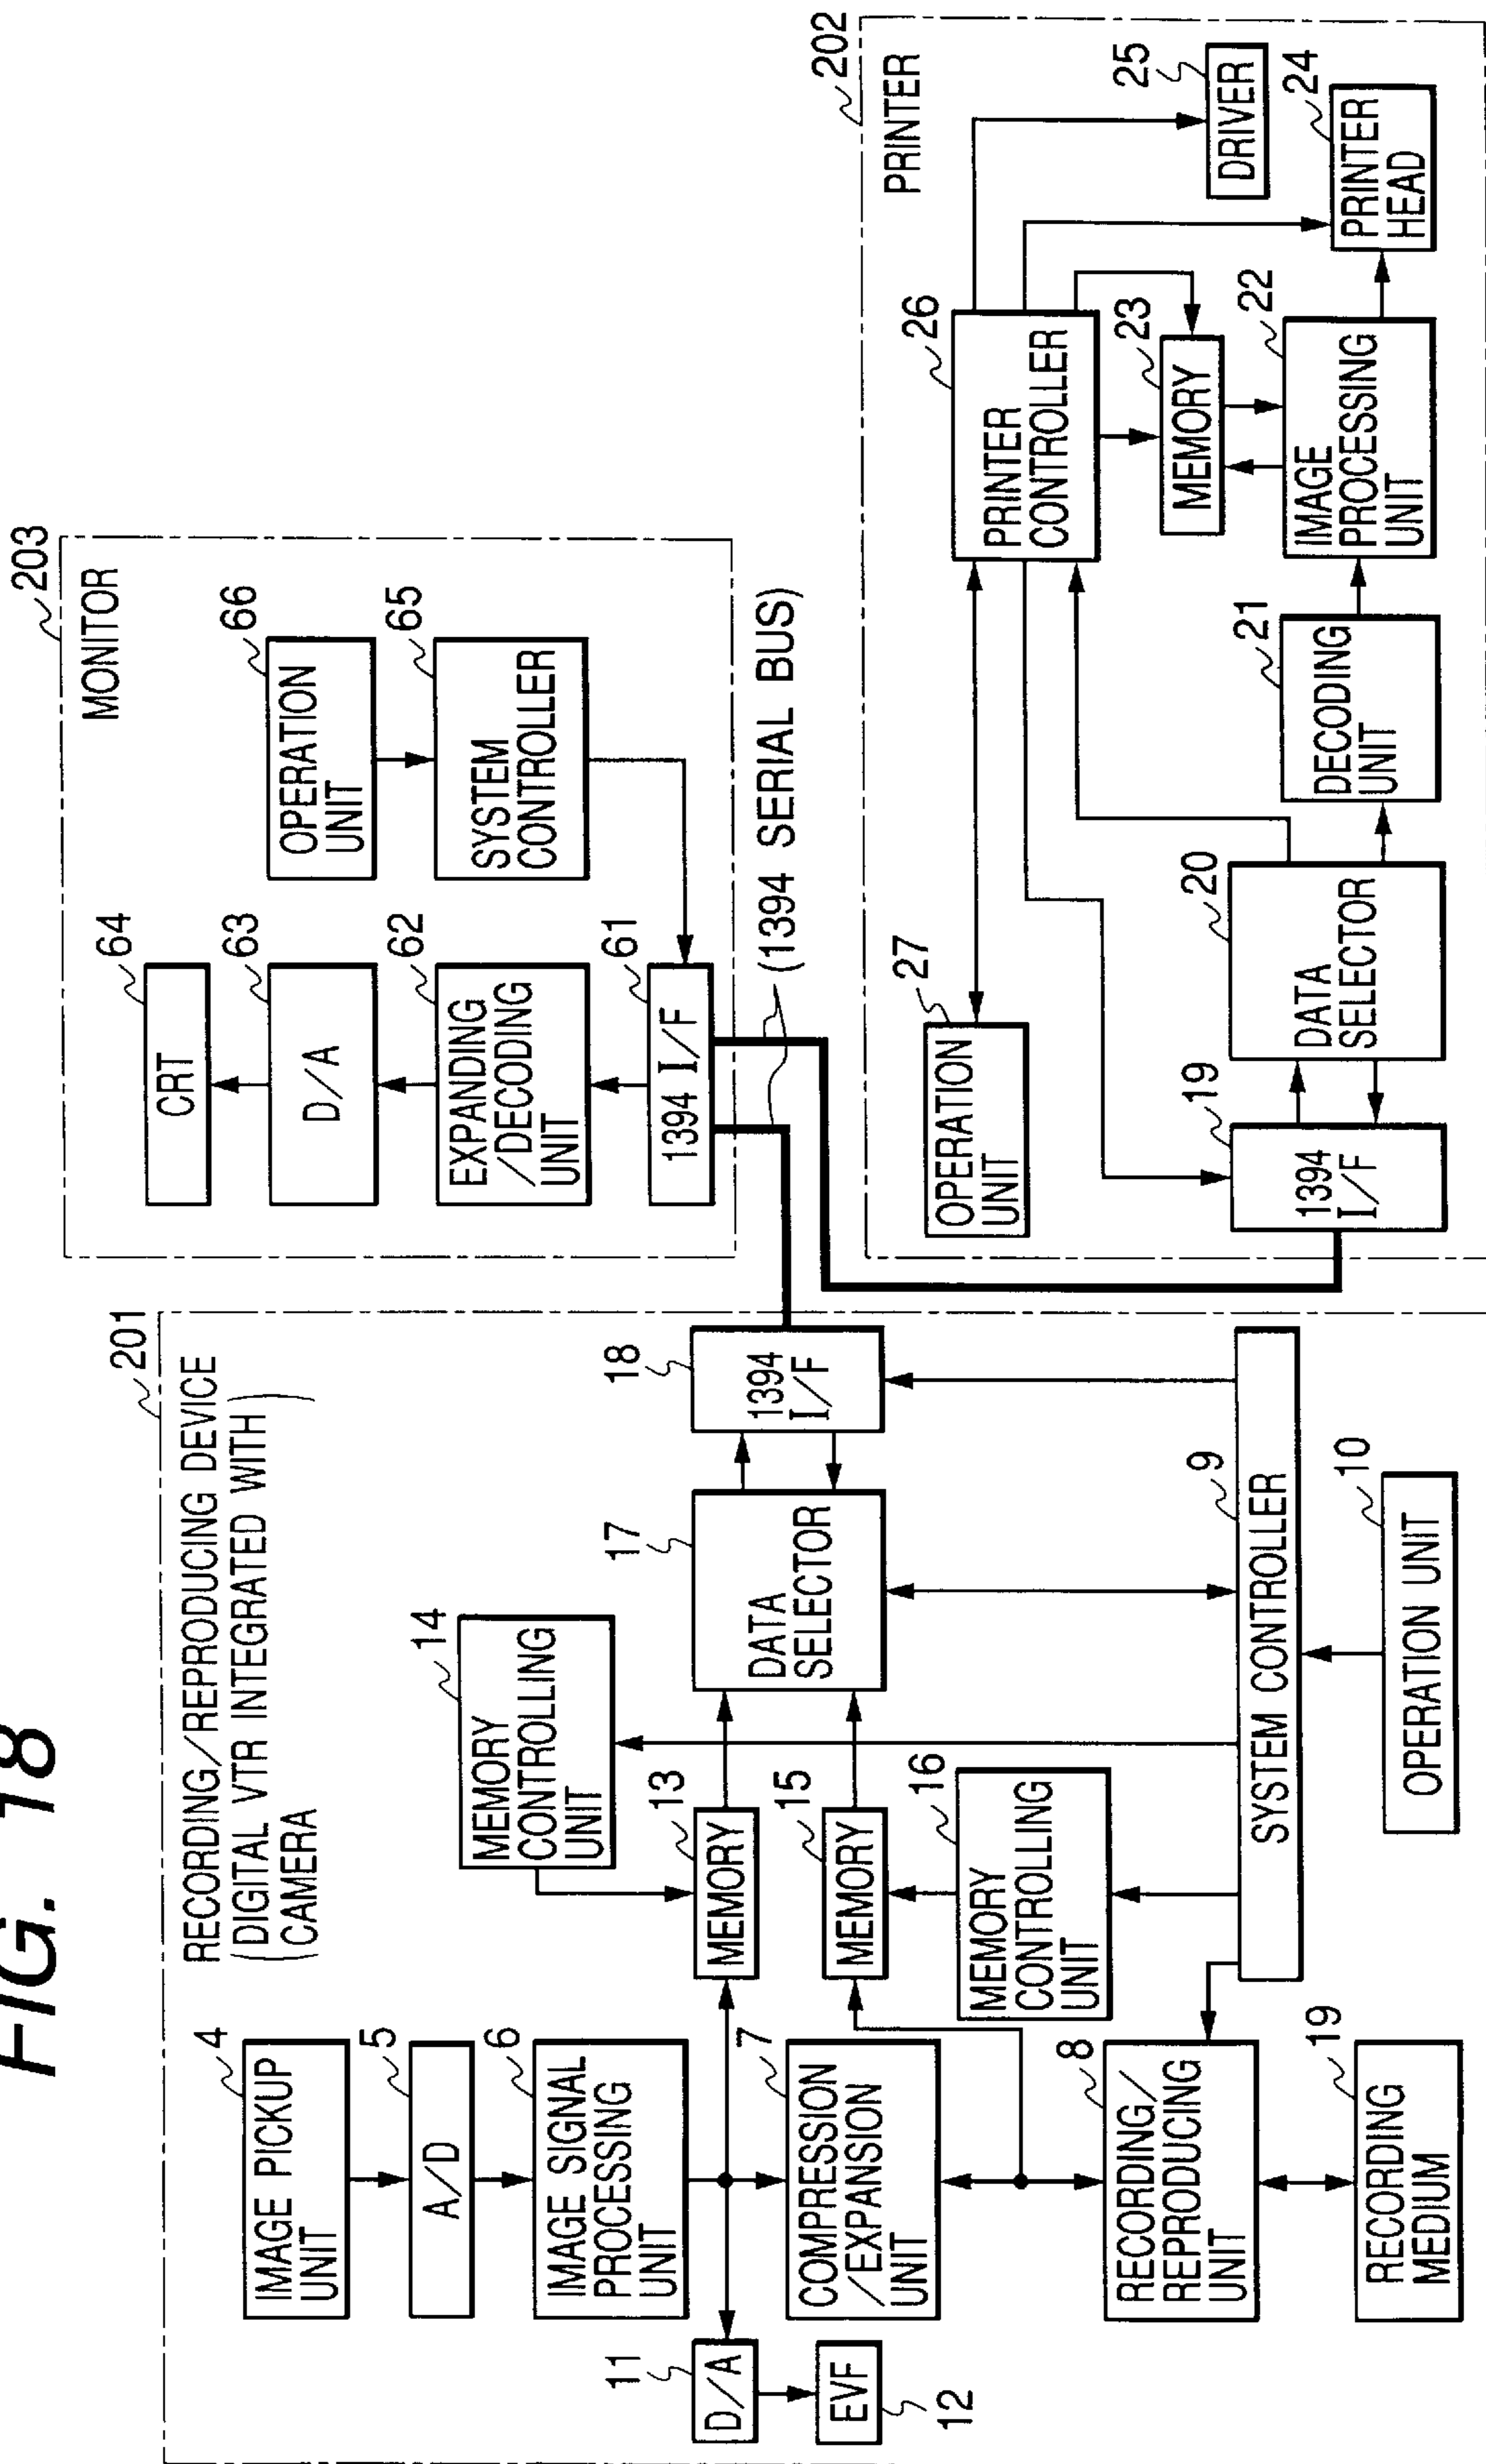 FIG. 18
201
RECORDING/REPRODUCING DEVICE
(DIGITAL VTR INTEGRATED WITH
CAMERA)
4
IMAGE PICKUP
UNIT
5
A/D
6
IMAGE SIGNAL
PROCESSING
UNIT
11
D/A
EVF
12
7
COMPRESSION
/EXPANSION
UNIT
8
RECORDING/
REPRODUCING
UNIT
19
RECORDING
MEDIUM
14
MEMORY
CONTROLLING
UNIT
13
MEMORY
15
MEMORY
16
MEMORY
CONTROLLING
UNIT
17
DATA
SELECTOR
18
1394
I/F
9
SYSTEM CONTROLLER
10
OPERATION UNIT
203
MONITOR
64
CRT
63
D/A
62
EXPANDING
/DECODING
UNIT
61
1394 I/F
66
OPERATION
UNIT
65
SYSTEM
CONTROLLER
(1394 SERIAL BUS)
202
PRINTER
27
OPERATION
UNIT
19
1394
I/F
20
DATA
SELECTOR
21
DECODING
UNIT
26
PRINTER
CONTROLLER
23
MEMORY
22
IMAGE
PROCESSING
UNIT
25
DRIVER
24
PRINTER
HEAD